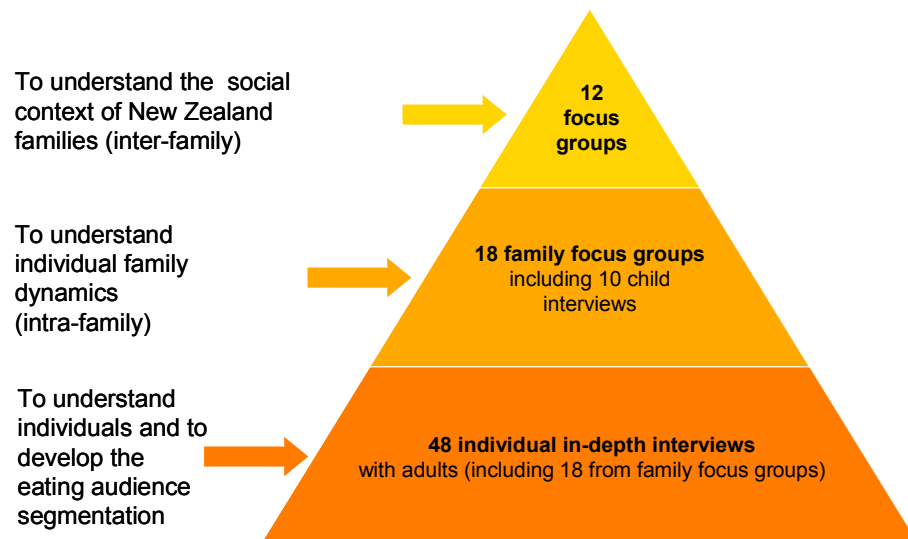 To understand the social
context of New Zealand
families (inter-family)
12
focus
groups
To understand
individual family
dynamics
(intra-family)
18 family focus groups
including 10 child
interviews
To understand
individuals and to
develop the
eating audience
segmentation
48 individual in-depth interviews
with adults (including 18 from family focus groups)